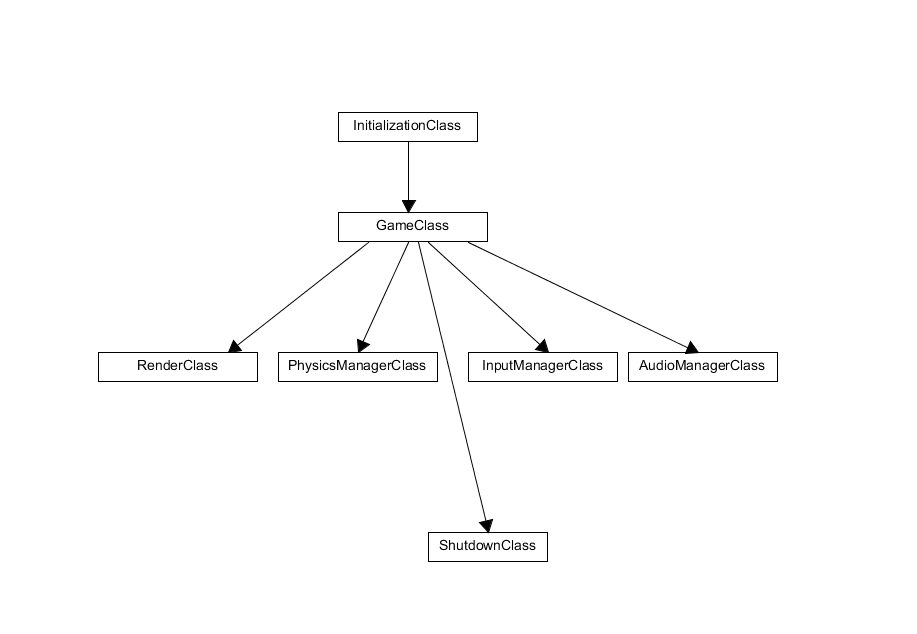 InitializationClass
GameClass
RenderClass
PhysicsManagerClass
InputManagerClass
AudioManagerClass
ShutdownClass